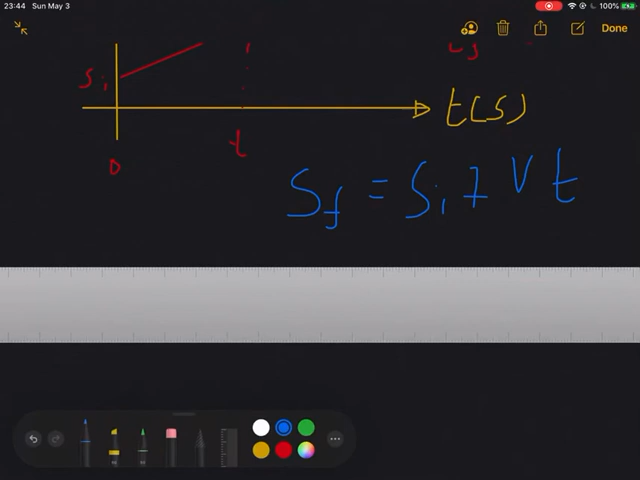 23:44 Sun May 3
100%
Done
Si
t(s)
0
t
Sf = Si + Vt